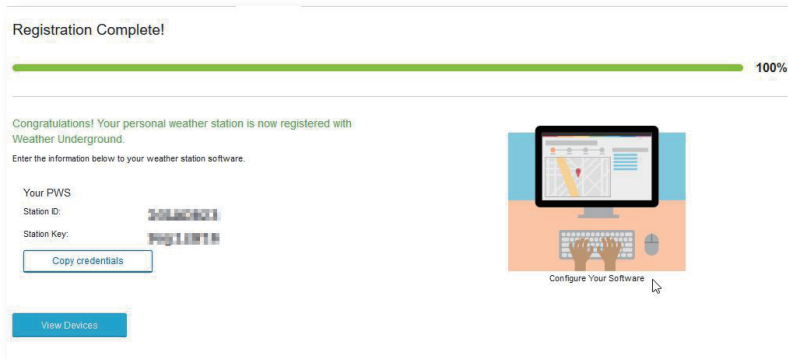 Registration Complete!
100%
Congratulations! Your personal weather station is now registered with
Weather Underground.
Enter the information below to your weather station software.
Your PWS
Station ID:
Station Key:
Copy credentials
Configure Your Software
View Devices